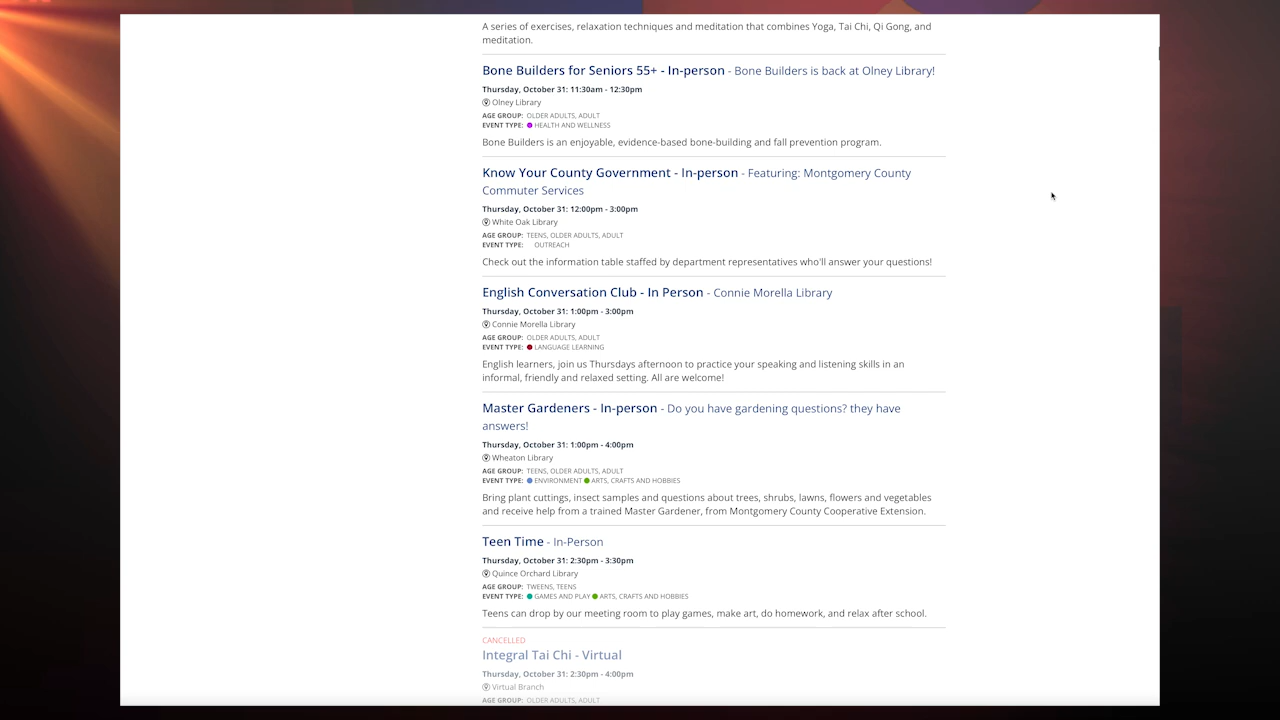 A series of exercises, relaxation techniques and meditation that combines Yoga, Tai Chi, Qi Gong, and
meditation.
Bone Builders for Seniors 55+ - In-person - Bone Builders is back at Olney Library!
Thursday, October 31: 11:30am - 12:30pm
Olney Library
AGE GROUP: OLDER ADULTS, ADULT
EVENT TYPE: HEALTH AND WELLNESS
Bone Builders is an enjoyable, evidence-based bone-building and fall prevention program.
Know Your County Government - In-person - Featuring: Montgomery County
Commuter Services
Thursday, October 31: 12:00pm - 3:00pm
White Oak Library
AGE GROUP: TEENS, OLDER ADULTS, ADULT
EVENT TYPE: OUTREACH
Check out the information table staffed by department representatives who'll answer your questions!
English Conversation Club - In Person - Connie Morella Library
Thursday, October 31: 1:00pm - 3:00pm
Connie Morella Library
AGE GROUP: OLDER ADULTS, ADULT
EVENT TYPE: LANGUAGE LEARNING
English learners, join us Thursdays afternoon to practice your speaking and listening skills in an
informal, friendly and relaxed setting. All are welcome!
Master Gardeners - In-person - Do you have gardening questions? they have
answers!
Thursday, October 31: 1:00pm - 4:00pm
Wheaton Library
AGE GROUP: TEENS, OLDER ADULTS, ADULT
EVENT TYPE: ENVIRONMENT ARTS, CRAFTS AND HOBBIES
Bring plant cuttings, insect samples and questions about trees, shrubs, lawns, flowers and vegetables
and receive help from a trained Master Gardener, from Montgomery County Cooperative Extension.
Teen Time - In-Person
Thursday, October 31: 2:30pm - 3:30pm
Quince Orchard Library
AGE GROUP: TWEENS, TEENS
EVENT TYPE: GAMES AND PLAY ARTS, CRAFTS AND HOBBIES
Teens can drop by our meeting room to play games, make art, do homework, and relax after school.
CANCELLED
Integral Tai Chi - Virtual
Thursday, October 31: 2:30pm - 4:00pm
Virtual Branch
AGE GROUP: OLDER ADULTS, ADULT